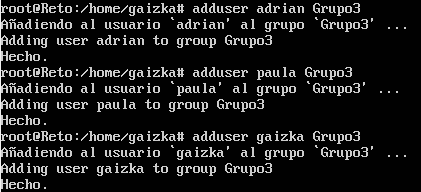 root@Reto:/home/gaizka# adduser adrian Grupo3
Añadiendo al usuario `adrian' al grupo `Grupo3' ...
Adding user adrian to group Grupo3
Hecho.
root@Reto:/home/gaizka# adduser paula Grupo3
Añadiendo al usuario `paula' al grupo `Grupo3' ...
Adding user paula to group Grupo3
Hecho.
root@Reto:/home/gaizka# adduser gaizka Grupo3
Añadiendo al usuario `gaizka' al grupo `Grupo3' ...
Adding user gaizka to group Grupo3
Hecho.